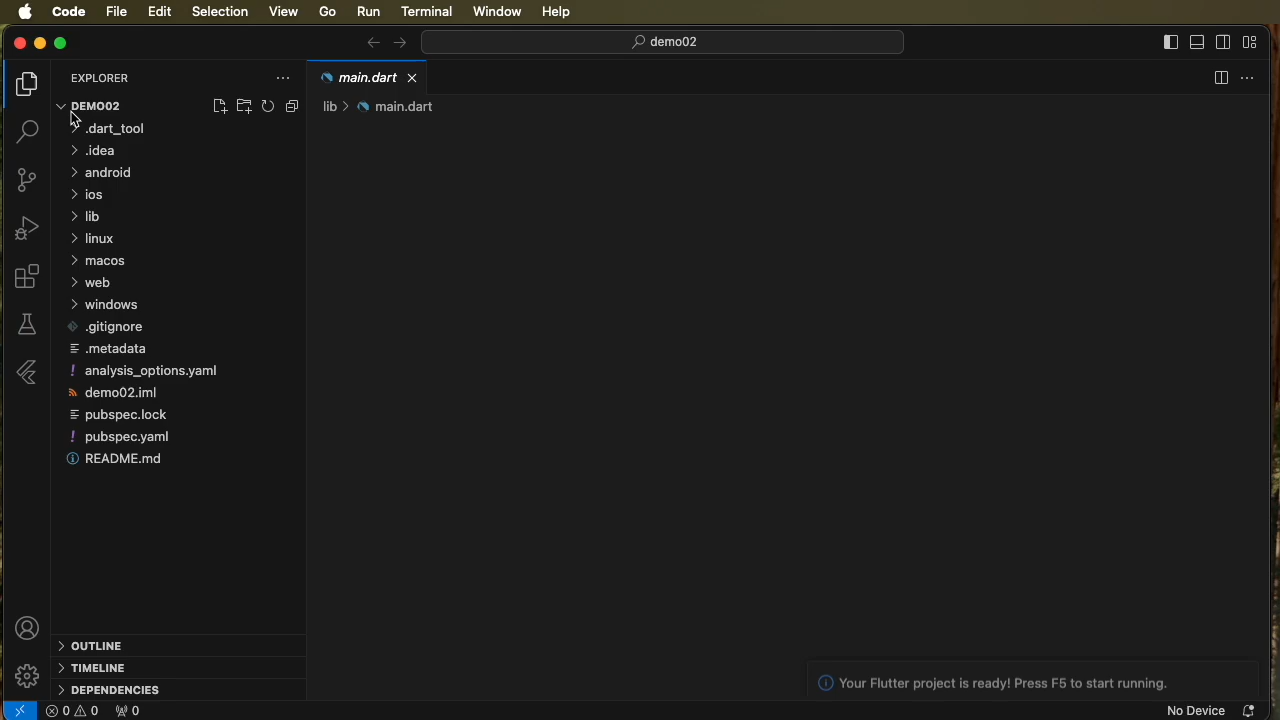 Code File Edit Selection View Go Run Terminal Window Help
demo02
EXPLORER
main.dart
DEMO02
lib > main.dart
.dart_tool
.idea
android
ios
lib
linux
macos
web
windows
.gitignore
.metadata
! analysis_options.yaml
demo02.iml
pubspec.lock
! pubspec.yaml
README.md
OUTLINE
TIMELINE
DEPENDENCIES
Your Flutter project is ready! Press F5 to start running.
0 0 0 No Device